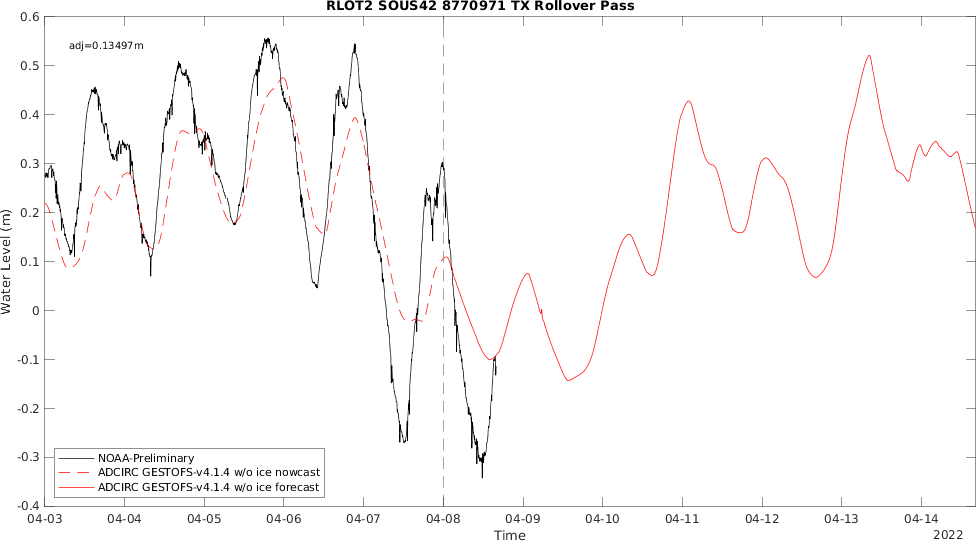 RLOT2 SOUS42 8770971 TX Rollover Pass
adj=0.13497m
Water Level (m)
0.6
0.5
0.4
0.3
0.2
0.1
0
-0.1
-0.2
-0.3
-0.4
NOAA-Preliminary
ADCIRC GESTOFS-v4.1.4 w/o ice nowcast
ADCIRC GESTOFS-v4.1.4 w/o ice forecast
04-03 04-04 04-05 04-06 04-07 04-08 04-09 04-10 04-11 04-12 04-13 04-14
Time
2022